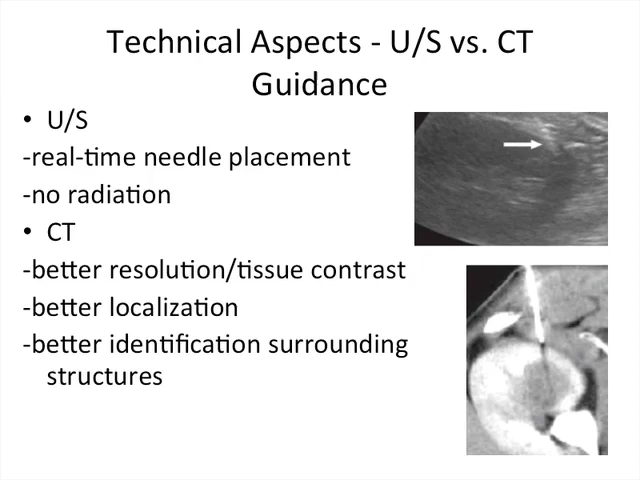 Technical Aspects - U/S vs. CT
Guidance
• U/S
-real-time needle placement
-no radiation
• CT
-better resolution/tissue contrast
-better localization
-better identification surrounding
structures